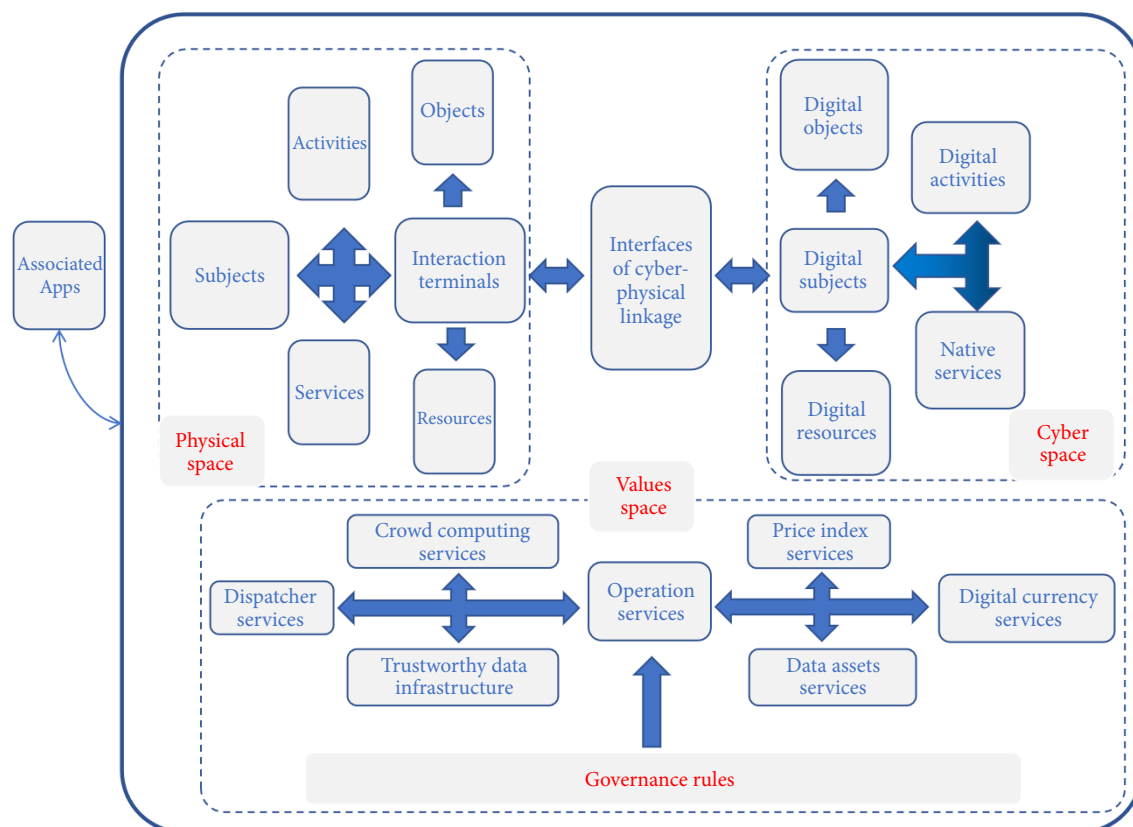 Associated
Apps
Activities
Objects
Subjects
Interaction
terminals
Services
Resources
Physical
space
Interfaces
of cyber-
physical
linkage
Digital
objects
Digital
activities
Digital
subjects
Native
services
Digital
resources
Cyber
space
Values
space
Crowd computing
services
Price index
services
Dispatcher
services
Operation
services
Digital currency
services
Trustworthy data
infrastructure
Data assets
services
Governance rules